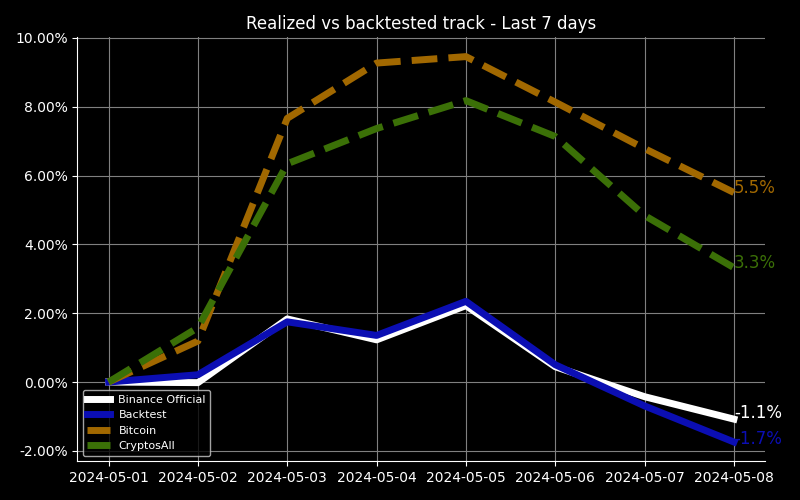 Realized vs backtested track - Last 7 days
10.00%
8.00%
6.00%
4.00%
2.00%
0.00%
-2.00%
5.5%
3.3%
-1.1%
-1.7%
Binance Official
Backtest
Bitcoin
CryptosAll
2024-05-01 2024-05-02 2024-05-03 2024-05-04 2024-05-05 2024-05-06 2024-05-07 2024-05-08